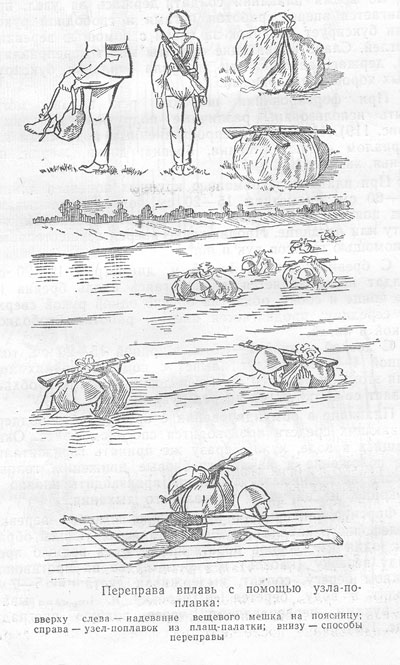 Переправа вплавь с помощью узла-по-
плавка:
вверху слева — надевание вещевого мешка на поясницу;
справа — узел-поплавок из плащ-палатки; внизу — способы
переправы